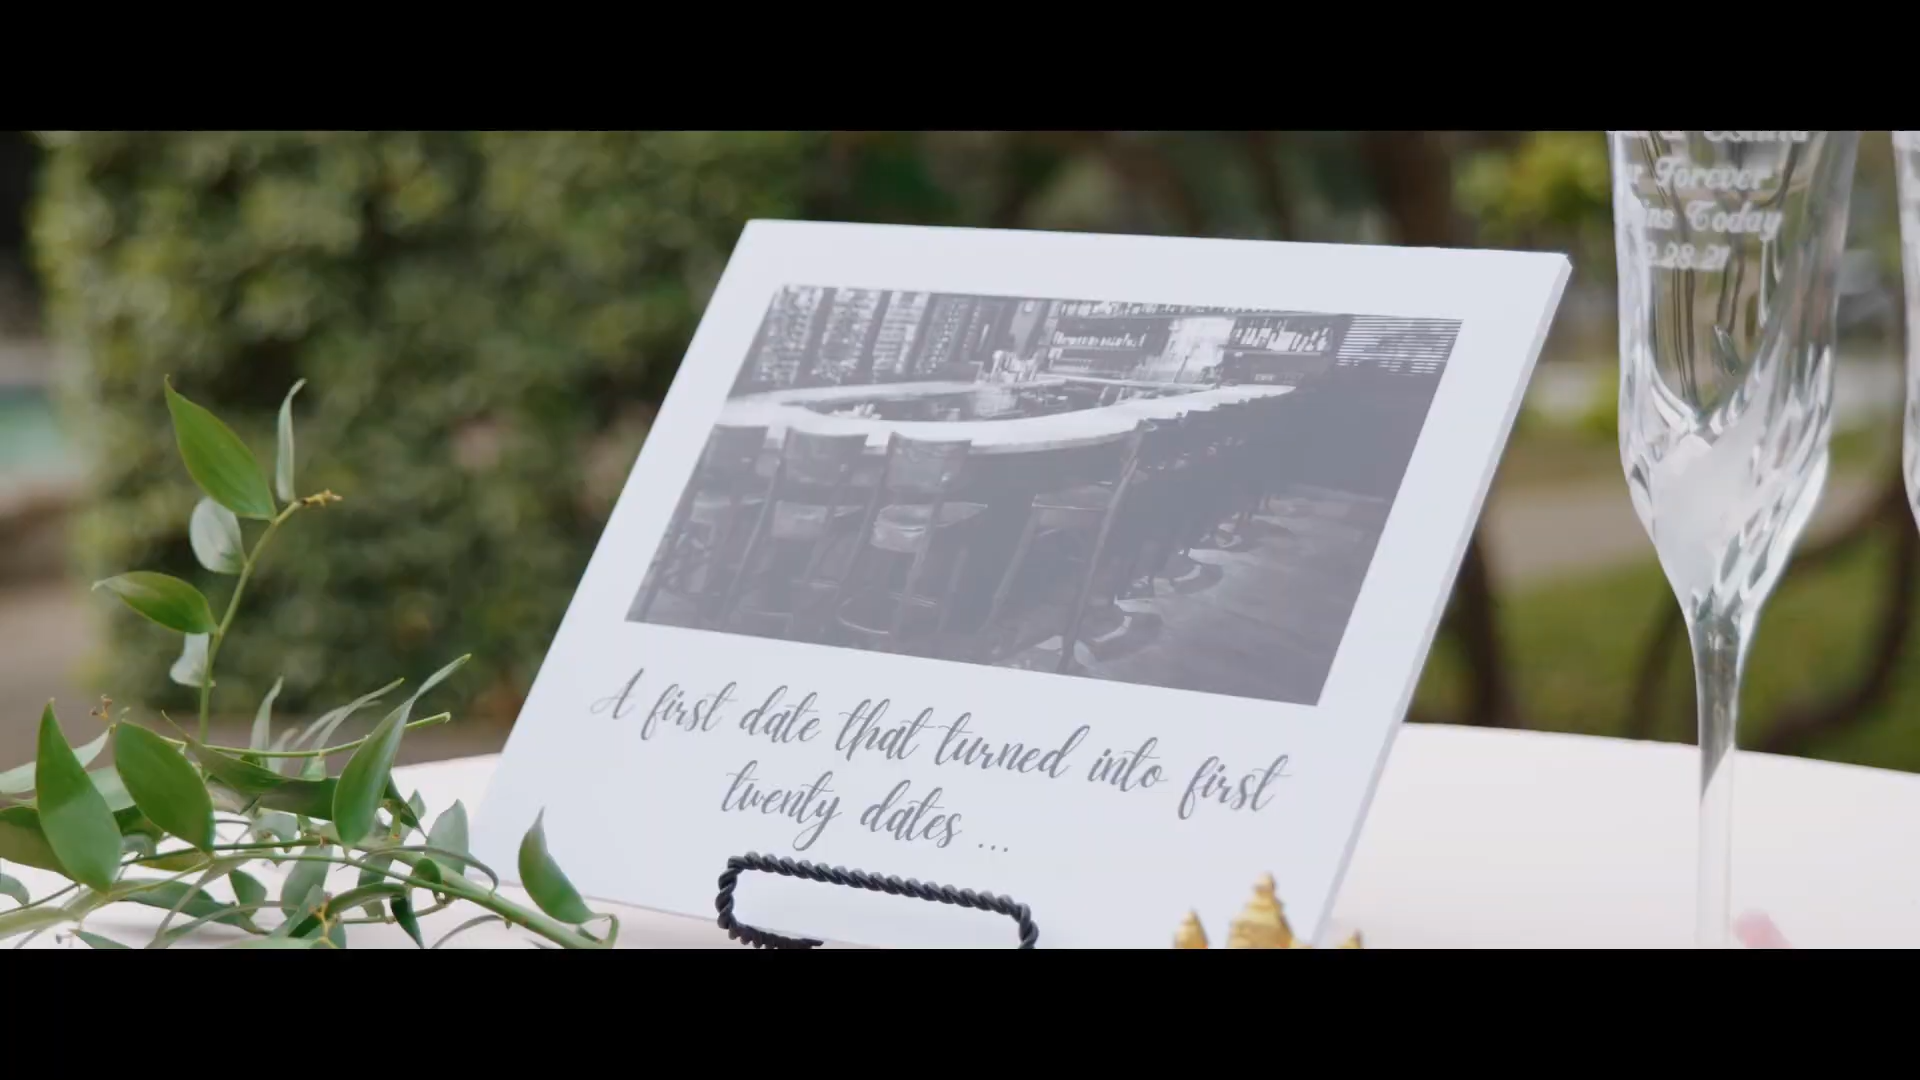 A first date that turned into first
twenty dates ...
Forever
Today